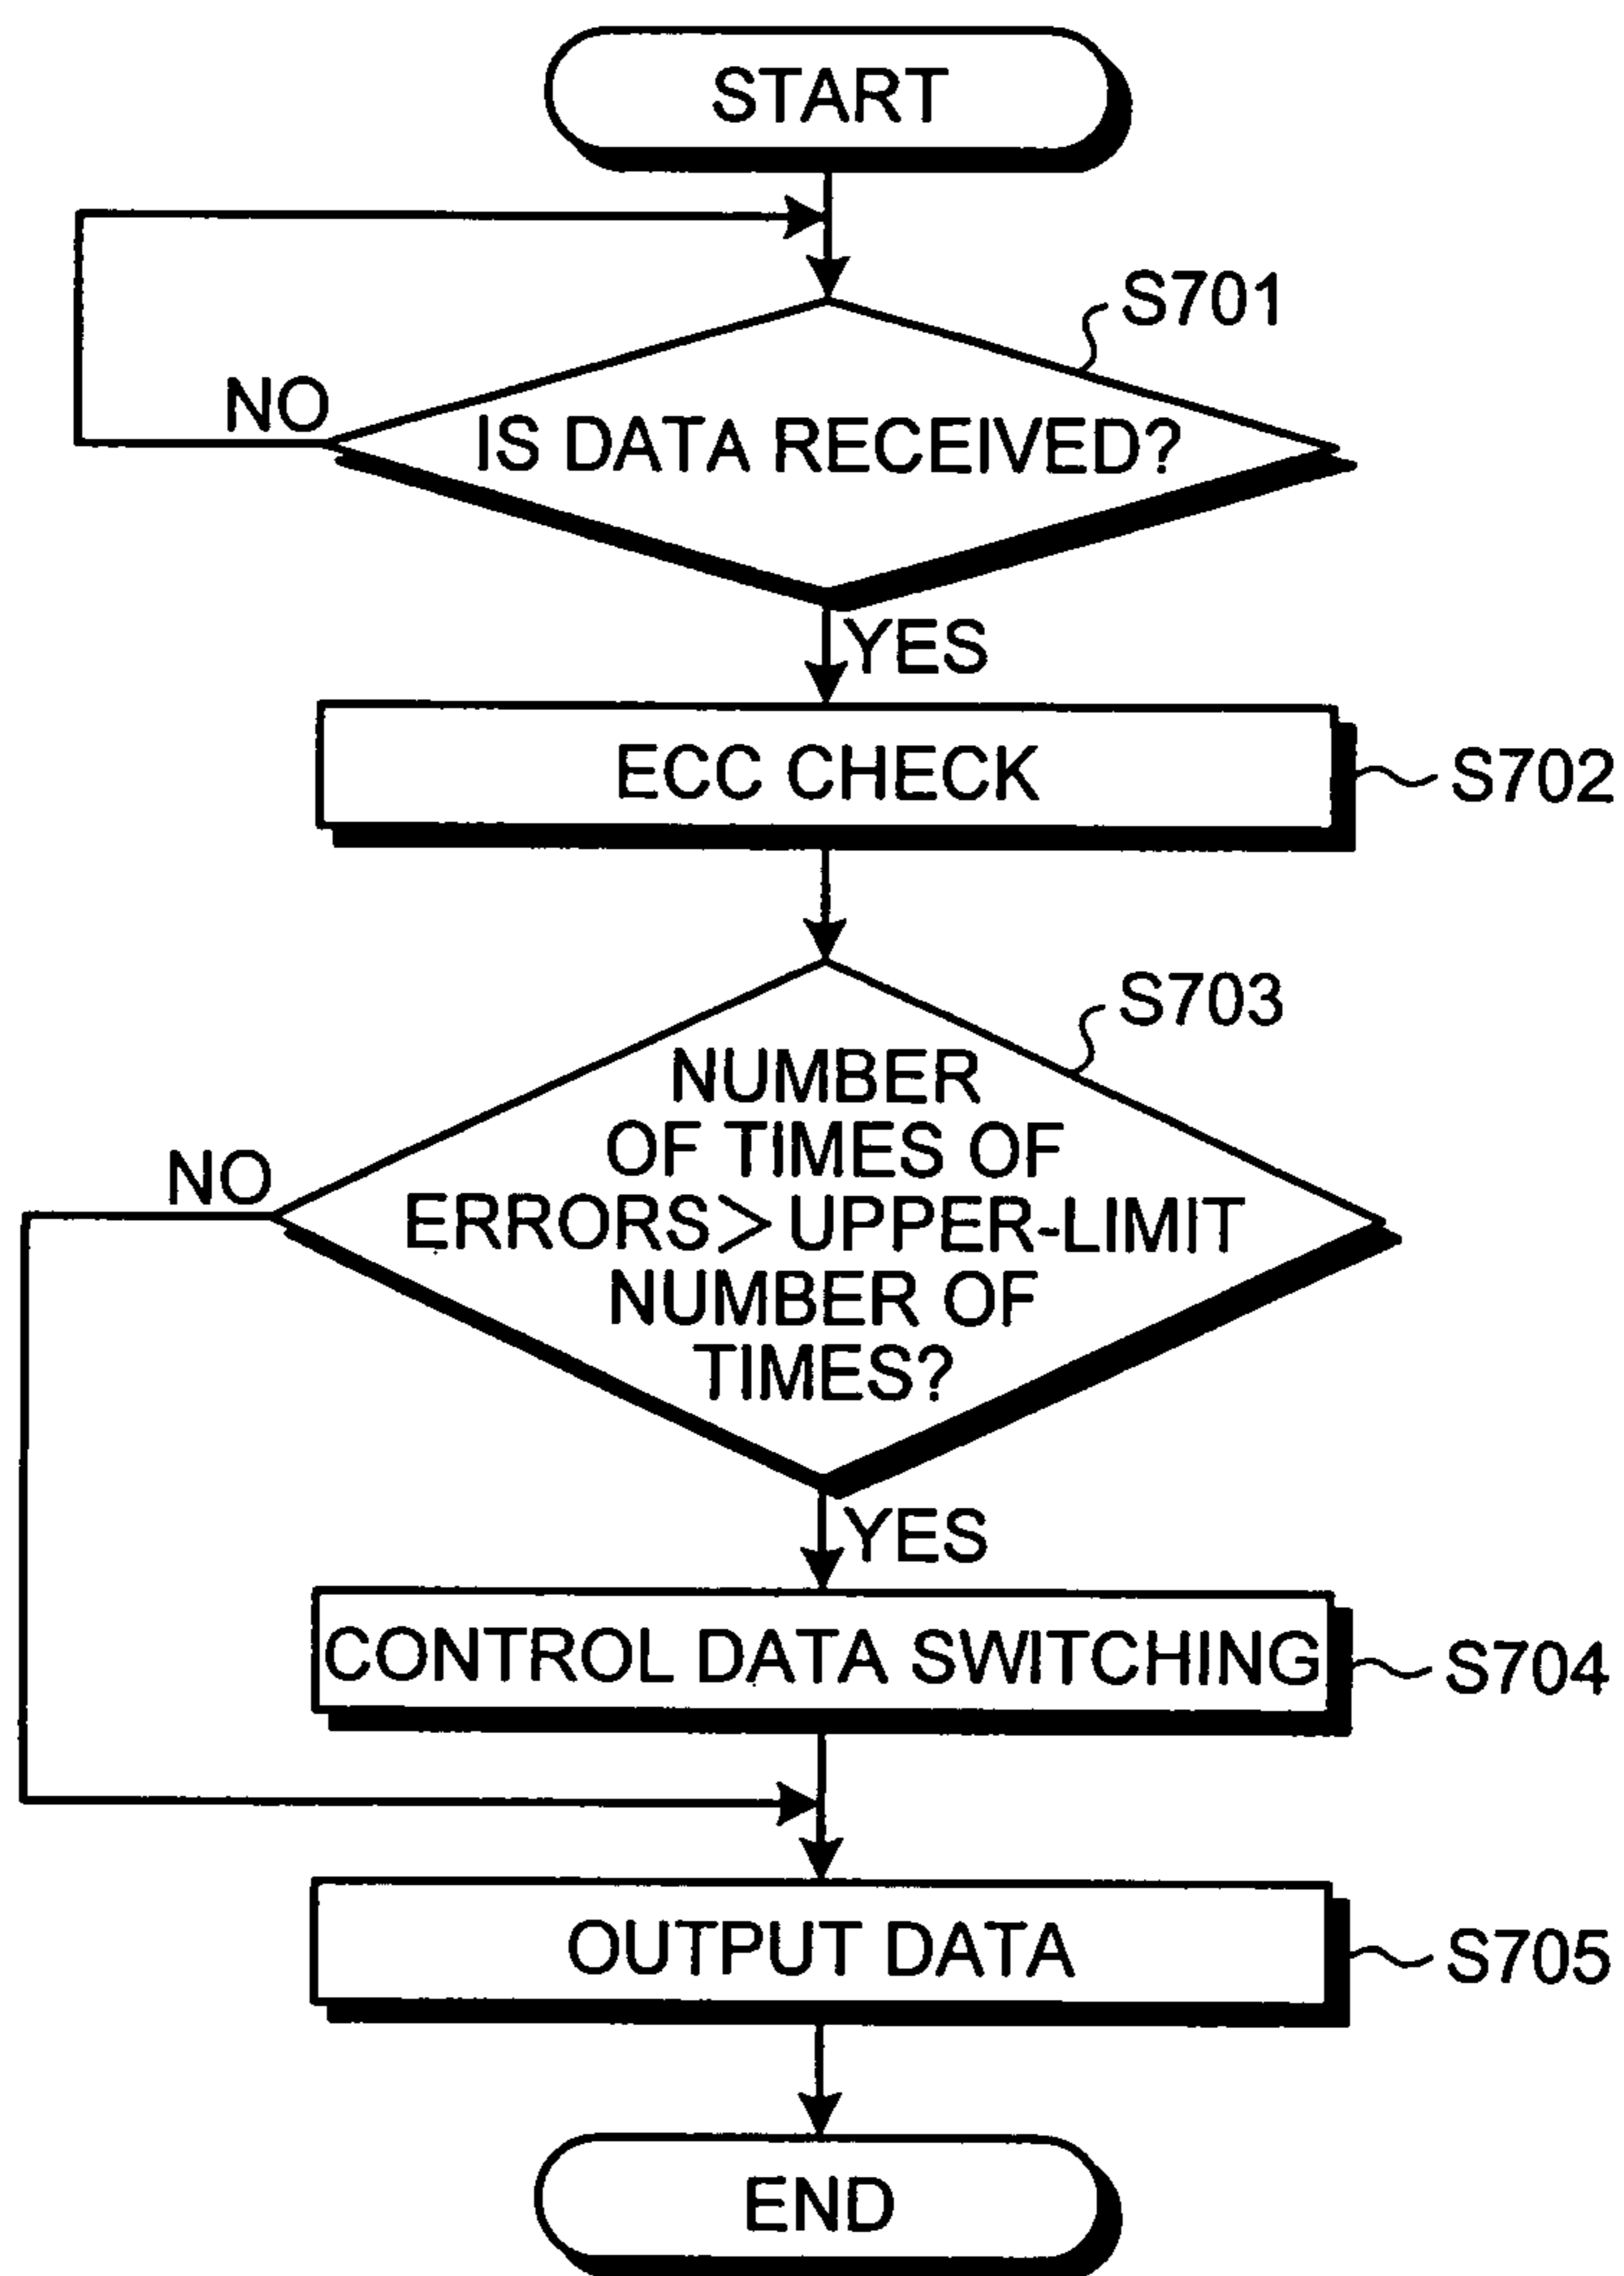 START
S701
NO
IS DATA RECEIVED?
YES
ECC CHECK
S702
S703
NUMBER
OF TIMES OF
NO
ERRORS > UPPER-LIMIT
NUMBER OF
TIMES?
YES
CONTROL DATA SWITCHING
S704
OUTPUT DATA
S705
END